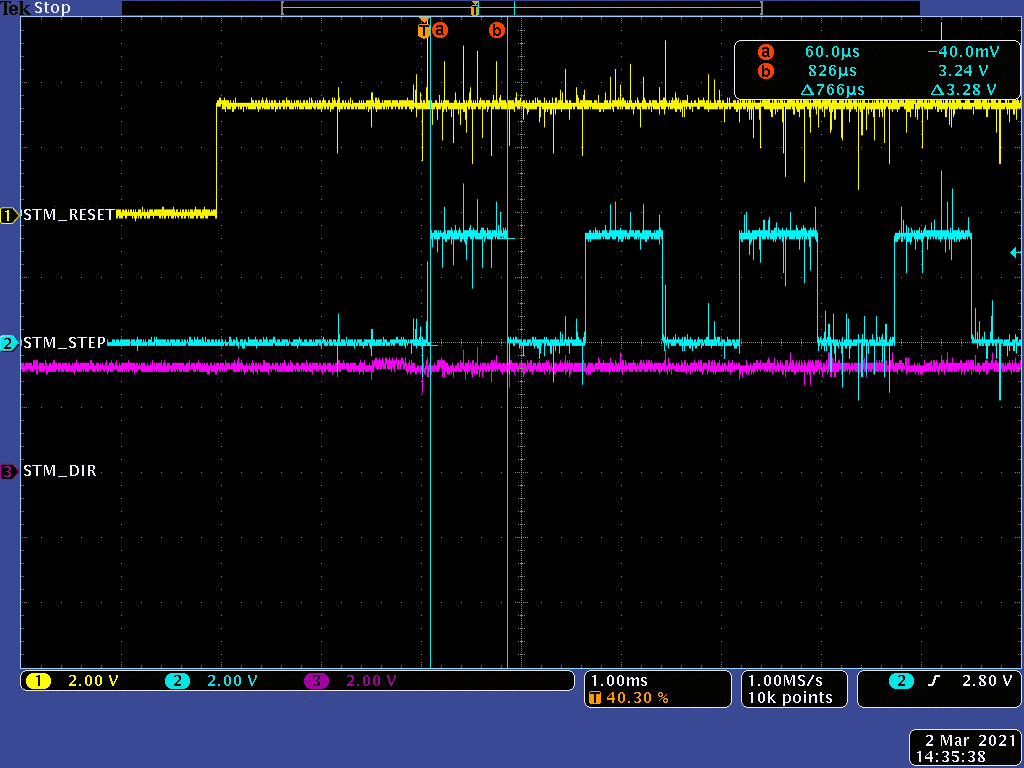 Tek Stop
T
T a b
a 60.0µs −40.0mV
b 826µs 3.24 V
Δ766µs Δ3.28 V
1 STM_RESET
2 STM_STEP
3 STM_DIR
1 2.00 V 2 2.00 V 3 2.00 V
1.00ms
T 40.30 %
1.00MS/s
10k points
2 2.80 V
2 Mar 2021
14:35:38